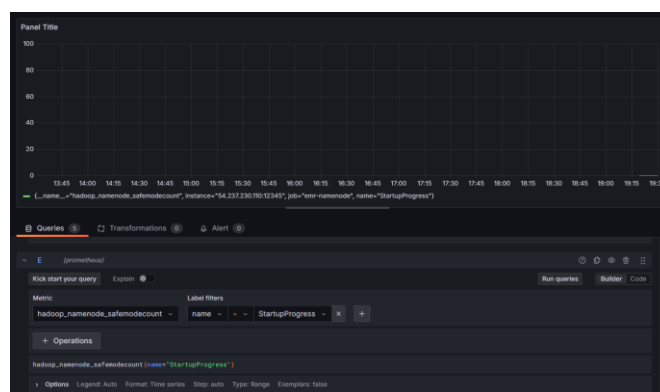 Panel Title
100
80
60
40
20
0
13:45 14:00 14:15 14:30 14:45 15:00 15:15 15:30 15:45 16:00 16:15 16:30 16:45 17:00 17:15 17:30 17:45 18:00 18:15 18:30 18:45 19:00 19:15 19:3
{__name__="hadoop_namenode_safemodecount", instance="54.237.230.110:12345", job="emr-namenode", name="StartupProgress"}
Queries 5 Transformations 0 Alert 0
E (prometheus)
Kick start your query Explain Run queries Builder Code
Metric Label filters
hadoop_namenode_safemodecount name = StartupProgress × +
+ Operations
hadoop_namenode_safemodecount{name="StartupProgress"}
> Options Legend: Auto Format: Time series Step: auto Type: Range Exemplars: false